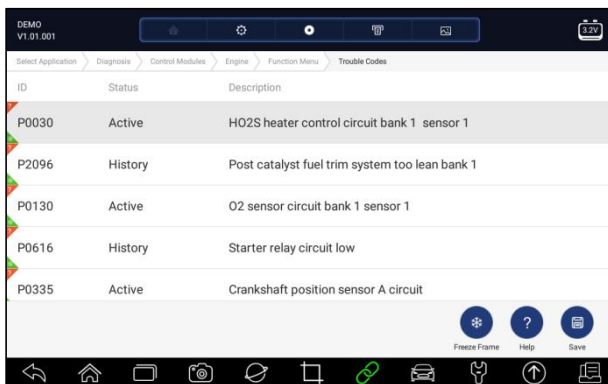 DEMO
V1.01.001
3.2V
Select Application Diagnosis Control Modules Engine Function Menu Trouble Codes
ID Status Description
P0030 Active HO2S heater control circuit bank 1 sensor 1
P2096 History Post catalyst fuel trim system too lean bank 1
P0130 Active O2 sensor circuit bank 1 sensor 1
P0616 History Starter relay circuit low
P0335 Active Crankshaft position sensor A circuit
?
Freeze Frame Help Save